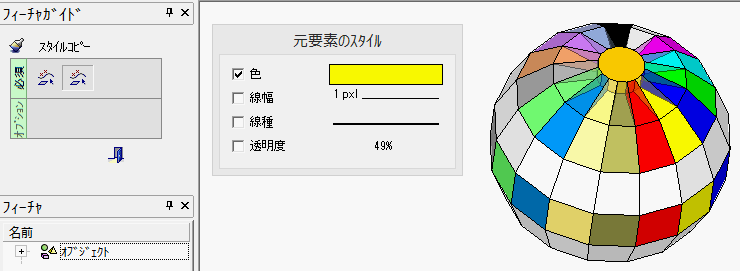 フィーチャガイド
スタイルコピー
必須
オプション
フィーチャ
名前
オブジェクト
元要素のスタイル
色
線幅 1 pxl
線種
透明度 49%